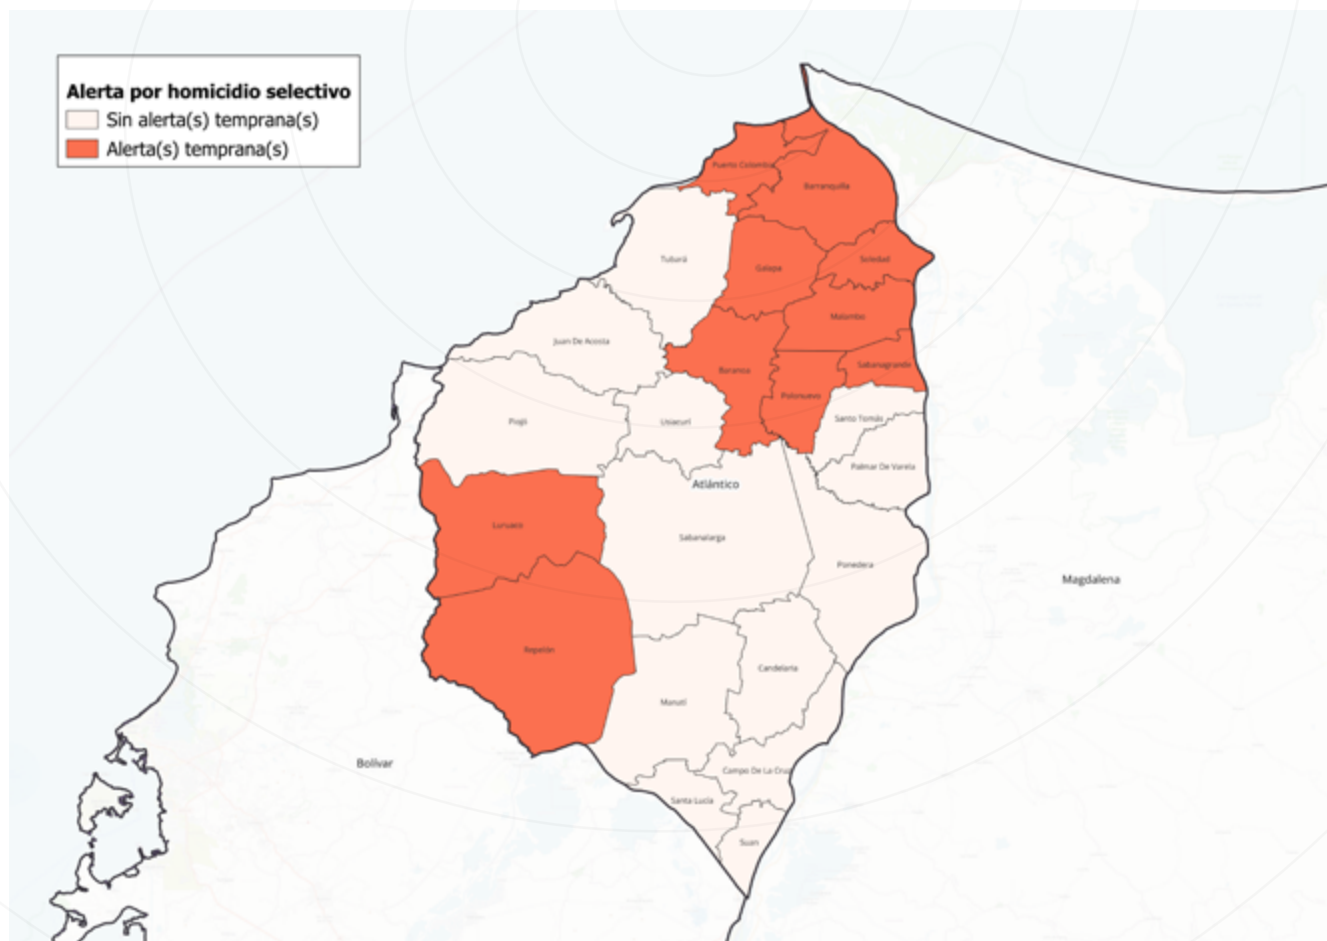 Alerta por homicidio selectivo
Sin alerta(s) temprana(s)
Alerta(s) temprana(s)
Puerto Colombia
Barranquilla
Tubará
Galapa
Soledad
Malambo
Juan De Acosta
Baranoa
Sabanagrande
Polonuevo
Piojó
Usiacurí
Santo Tomás
Palmar De Varela
Atlántico
Luruaco
Sabanalarga
Ponedera
Magdalena
Repelón
Candelaria
Manatí
Bolívar
Campo De La Cruz
Santa Lucía
Suan